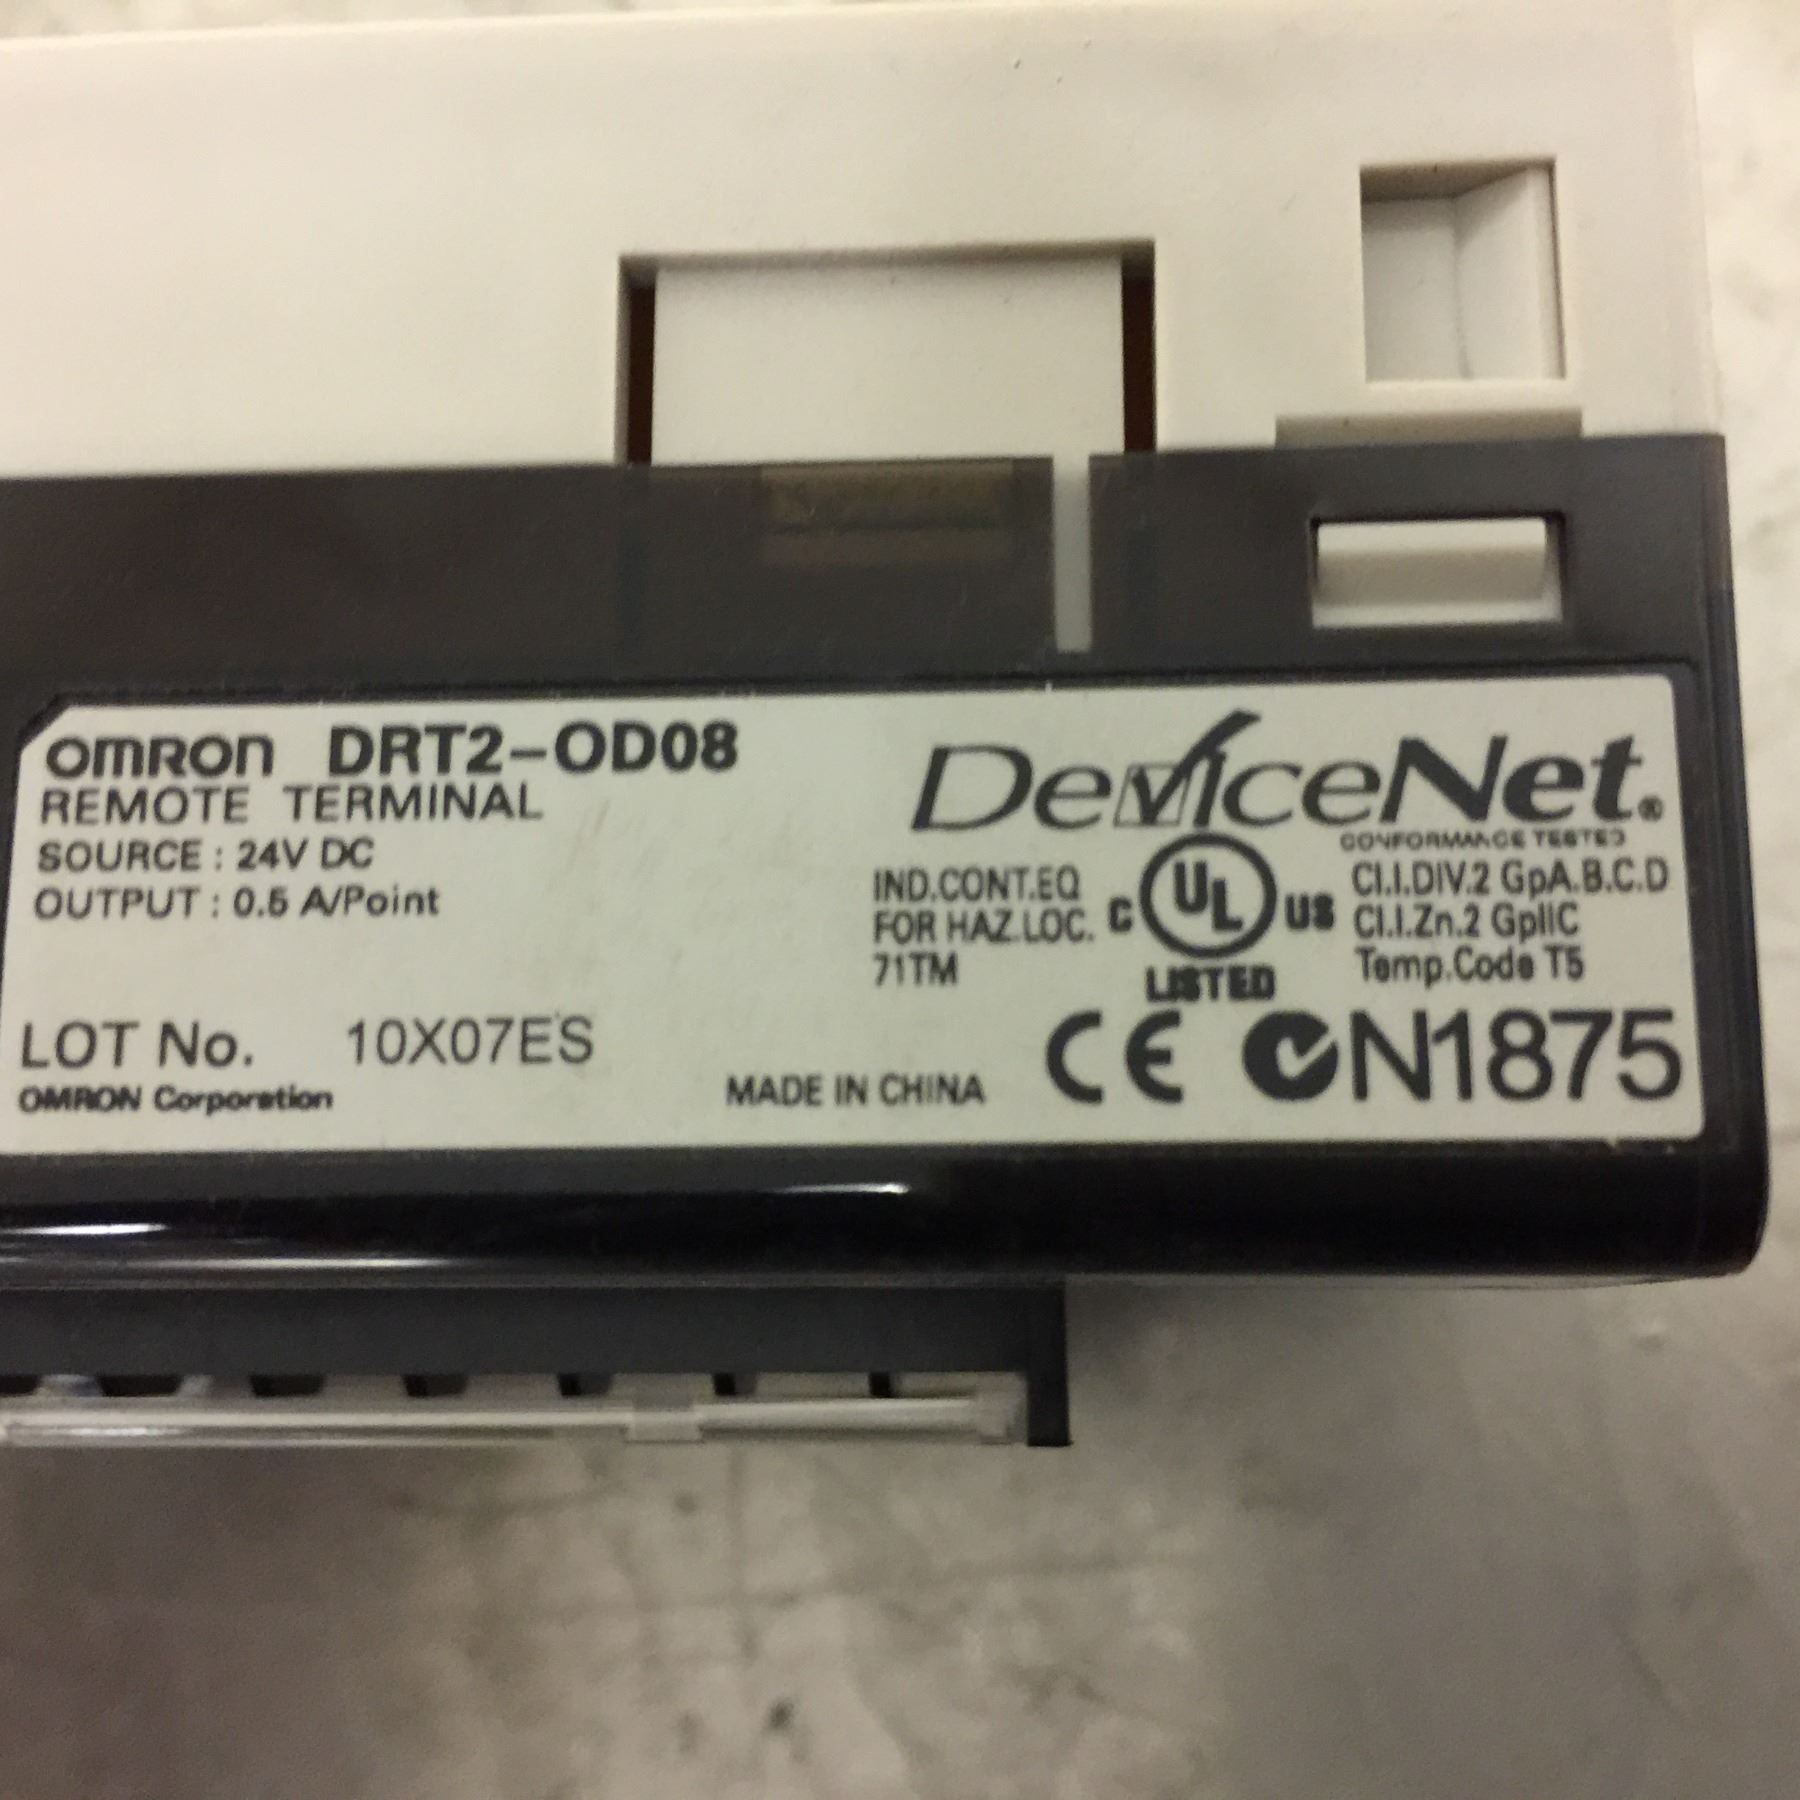 OMRON DRT2-OD08
REMOTE TERMINAL
SOURCE : 24V DC
OUTPUT : 0.5 A/Point
LOT No. 10X07ES
OMRON Corporation
MADE IN CHINA
DeviceNet®
CONFORMANCE TESTED
IND.CONT.EQ
FOR HAZ.LOC.
71TM
C UL US
LISTED
Cl.I.DIV.2 GpA.B.C.D
Cl.I.Zn.2 GpIIC
Temp.Code T5
CE N1875